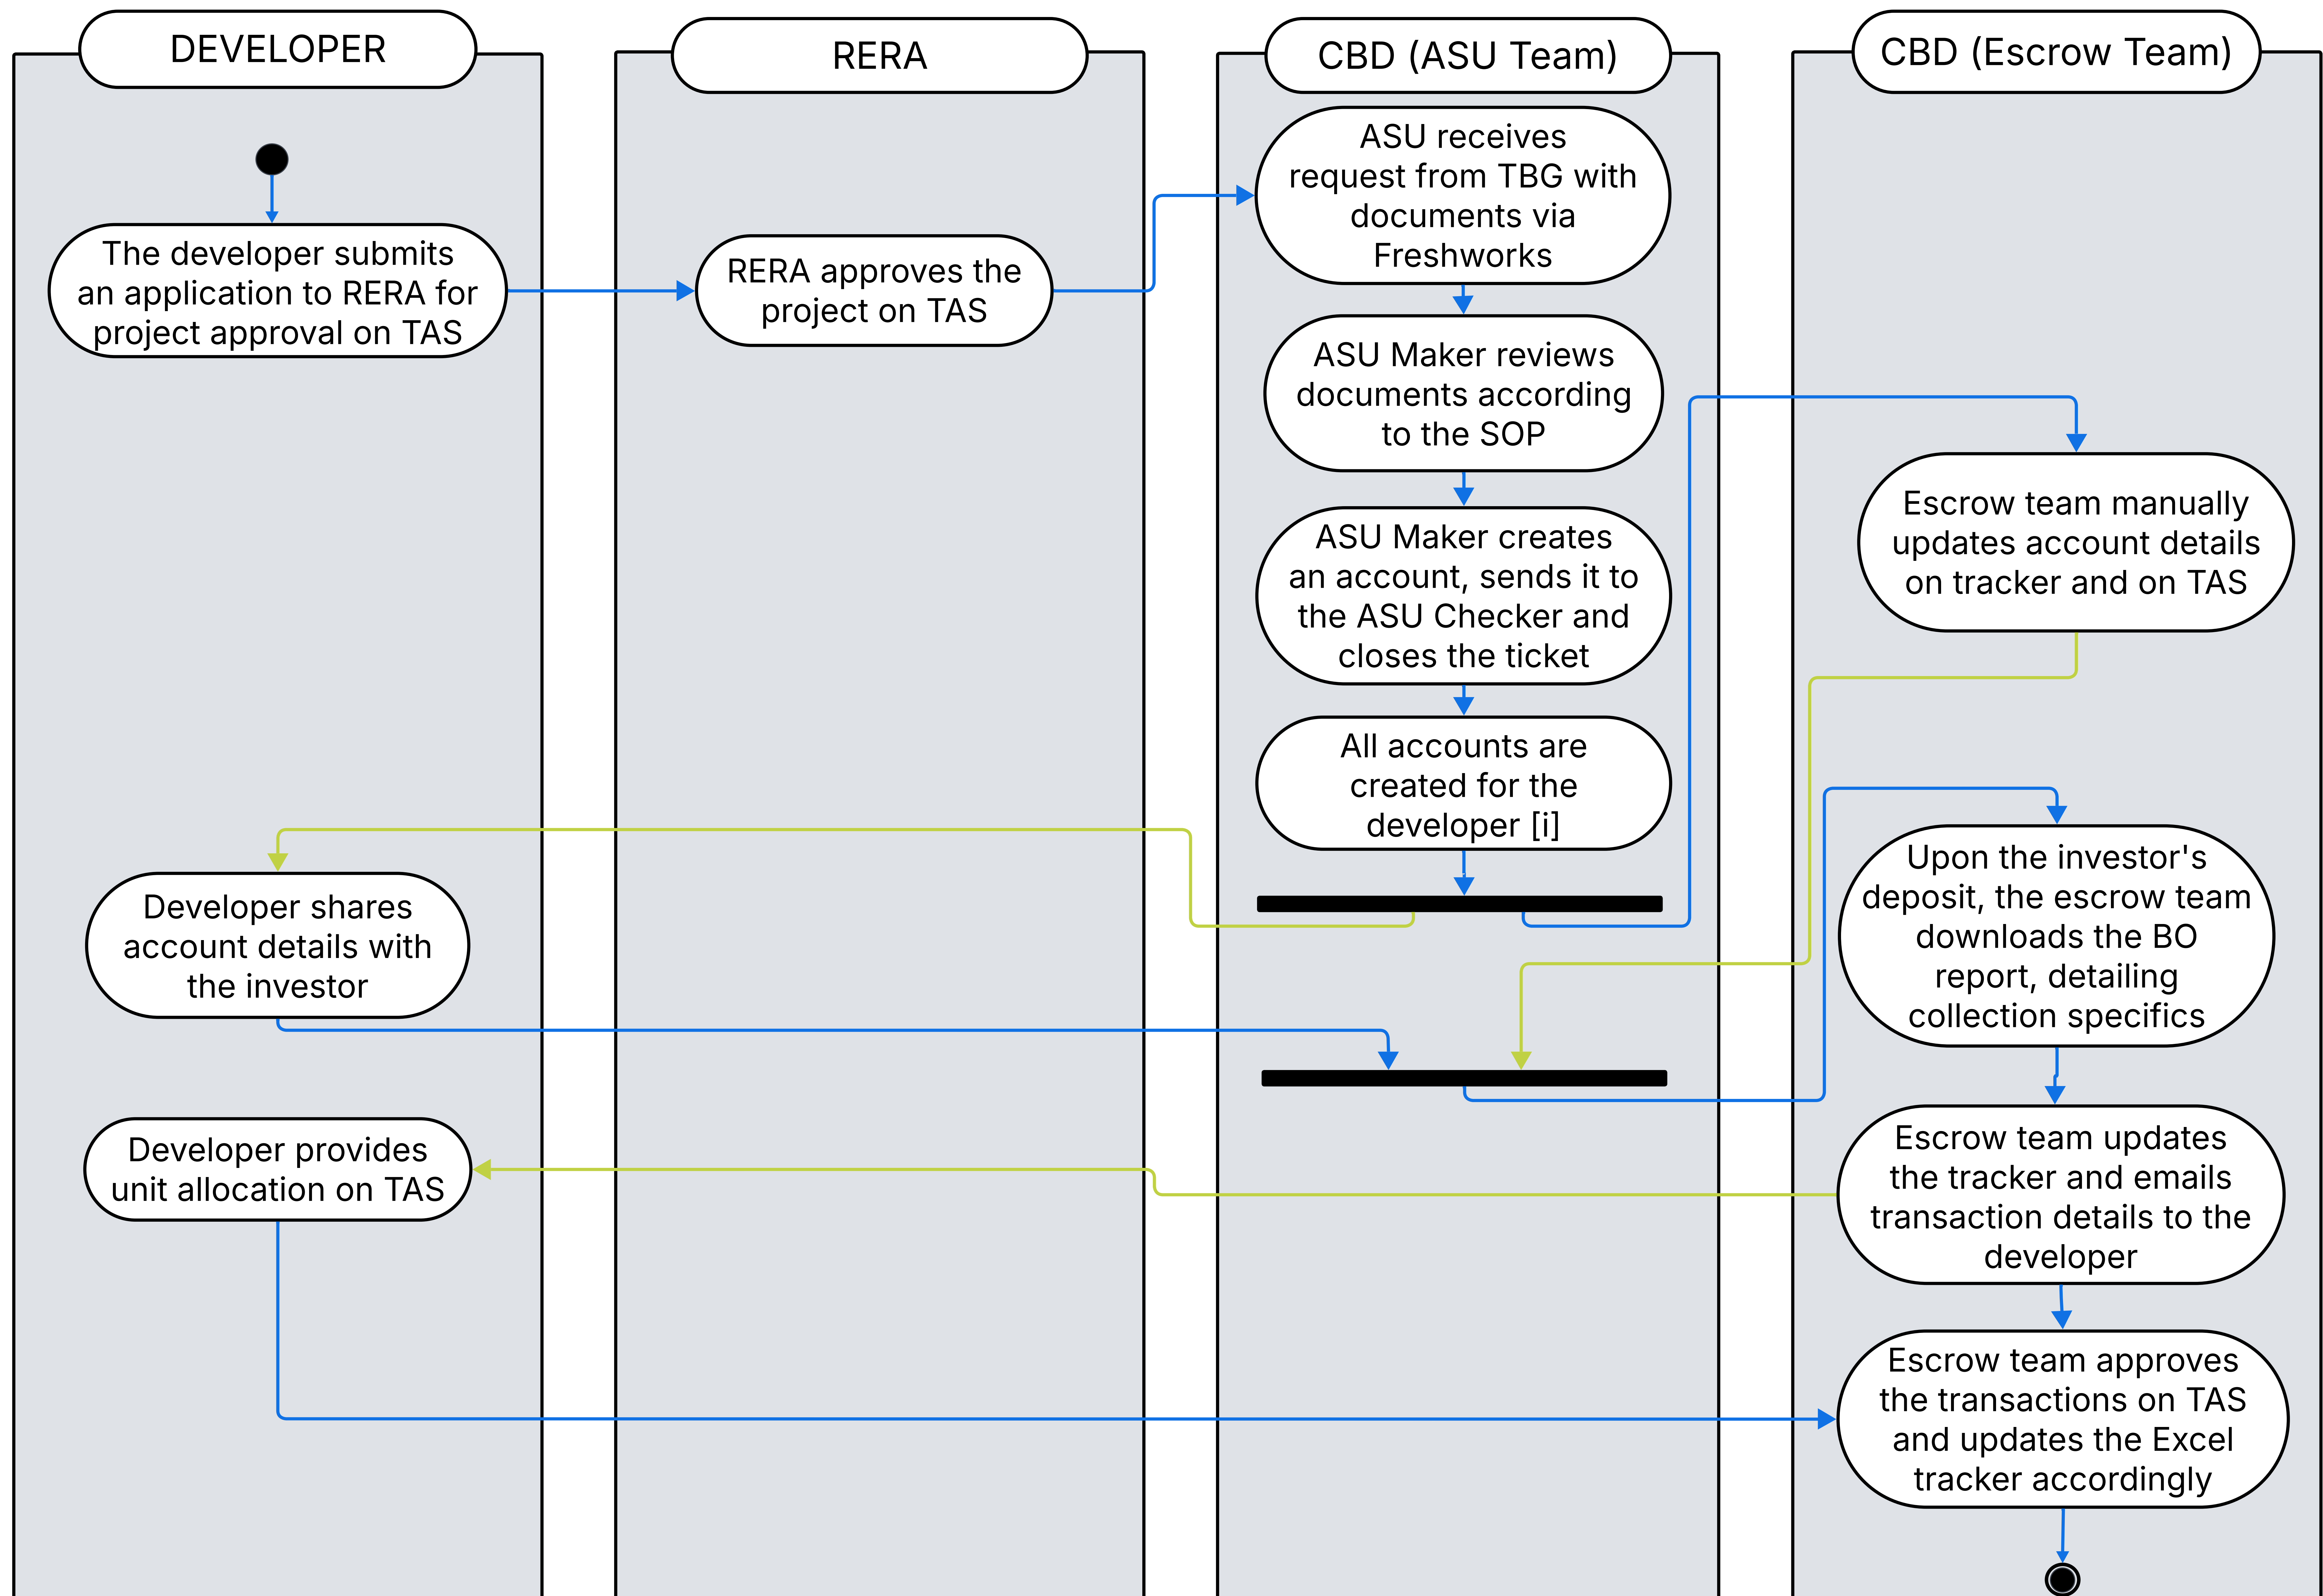 DEVELOPER
RERA
CBD (ASU Team)
CBD (Escrow Team)
The developer submits
an application to RERA for
project approval on TAS
RERA approves the
project on TAS
ASU receives
request from TBG with
documents via
Freshworks
ASU Maker reviews
documents according
to the SOP
ASU Maker creates
an account, sends it to
the ASU Checker and
closes the ticket
All accounts are
created for the
developer [i]
Escrow team manually
updates account details
on tracker and on TAS
Developer shares
account details with
the investor
Upon the investor's
deposit, the escrow team
downloads the BO
report, detailing
collection specifics
Escrow team updates
the tracker and emails
transaction details to the
developer
Developer provides
unit allocation on TAS
Escrow team approves
the transactions on TAS
and updates the Excel
tracker accordingly